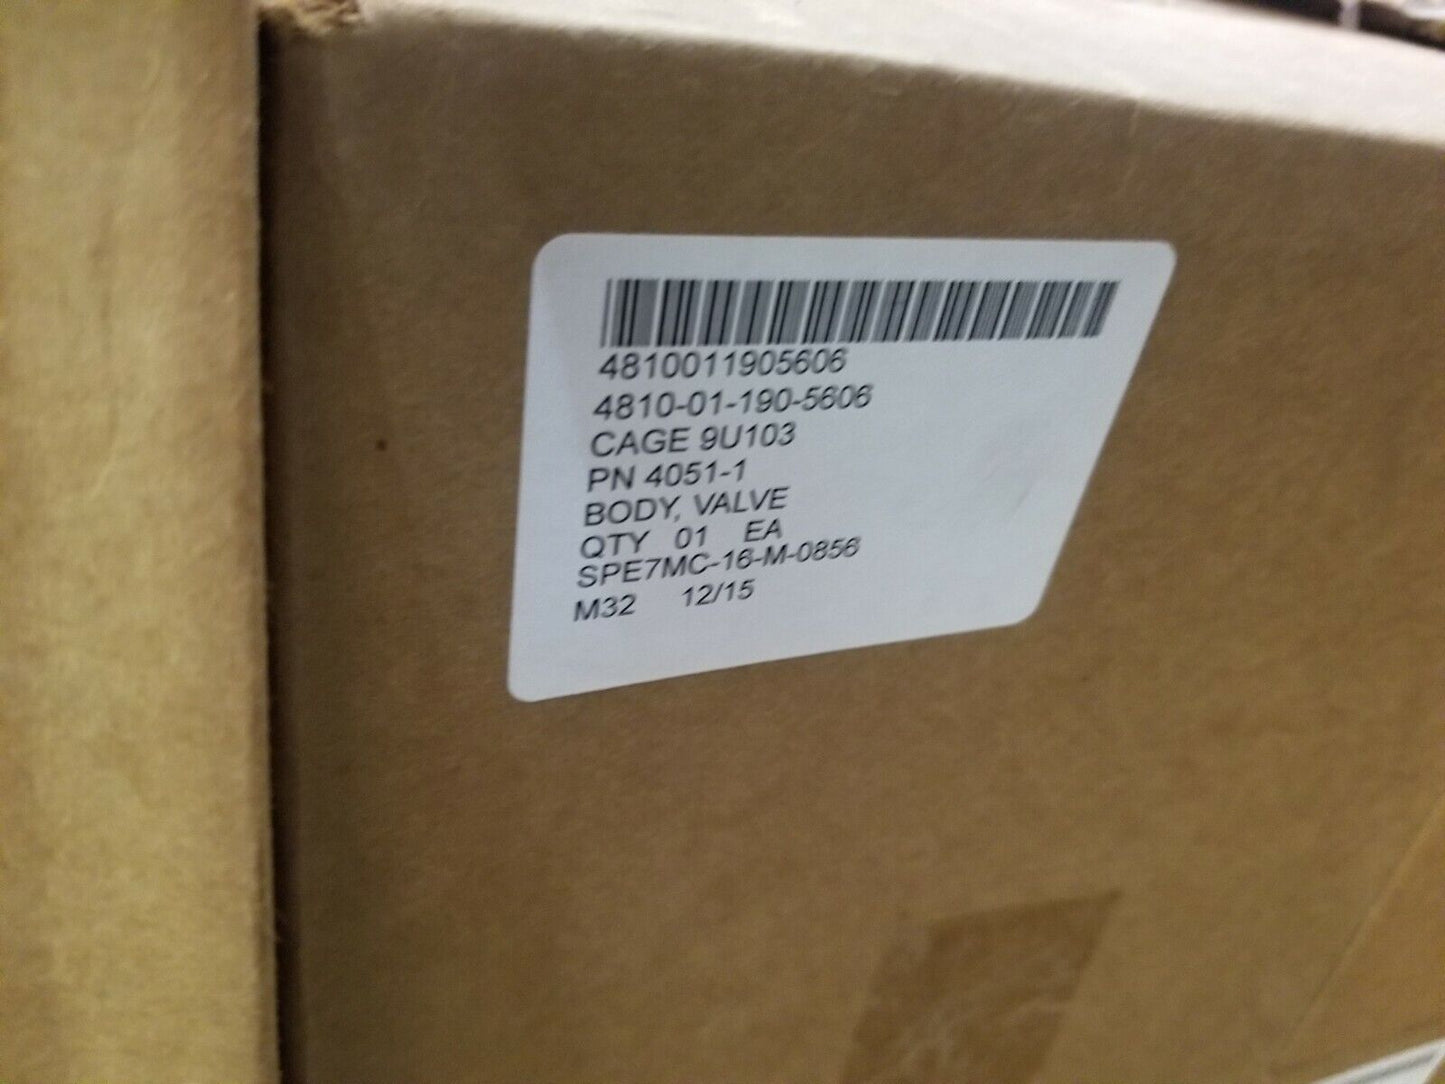 4810011905606
4810-01-190-5606
CAGE 9U103
PN 4051-1
BODY, VALVE
QTY 01 EA
SPE7MC-16-M-0856
M32 12/15